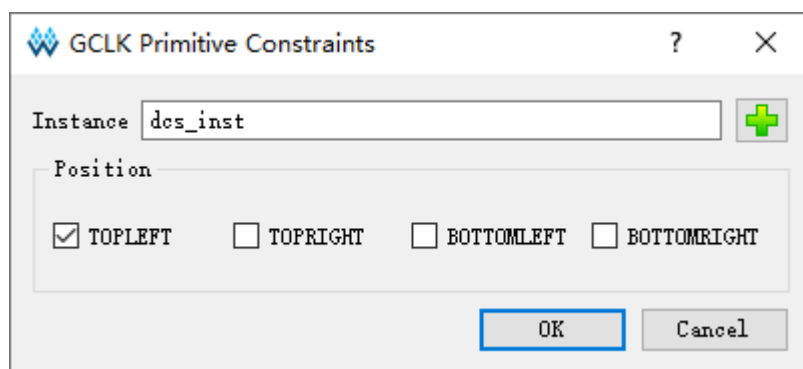 GCLK Primitive Constraints ?
Instance dcs_inst
Position
TOPLEFT TOPRIGHT BOTTOMLEFT BOTTOMRIGHT
OK Cancel